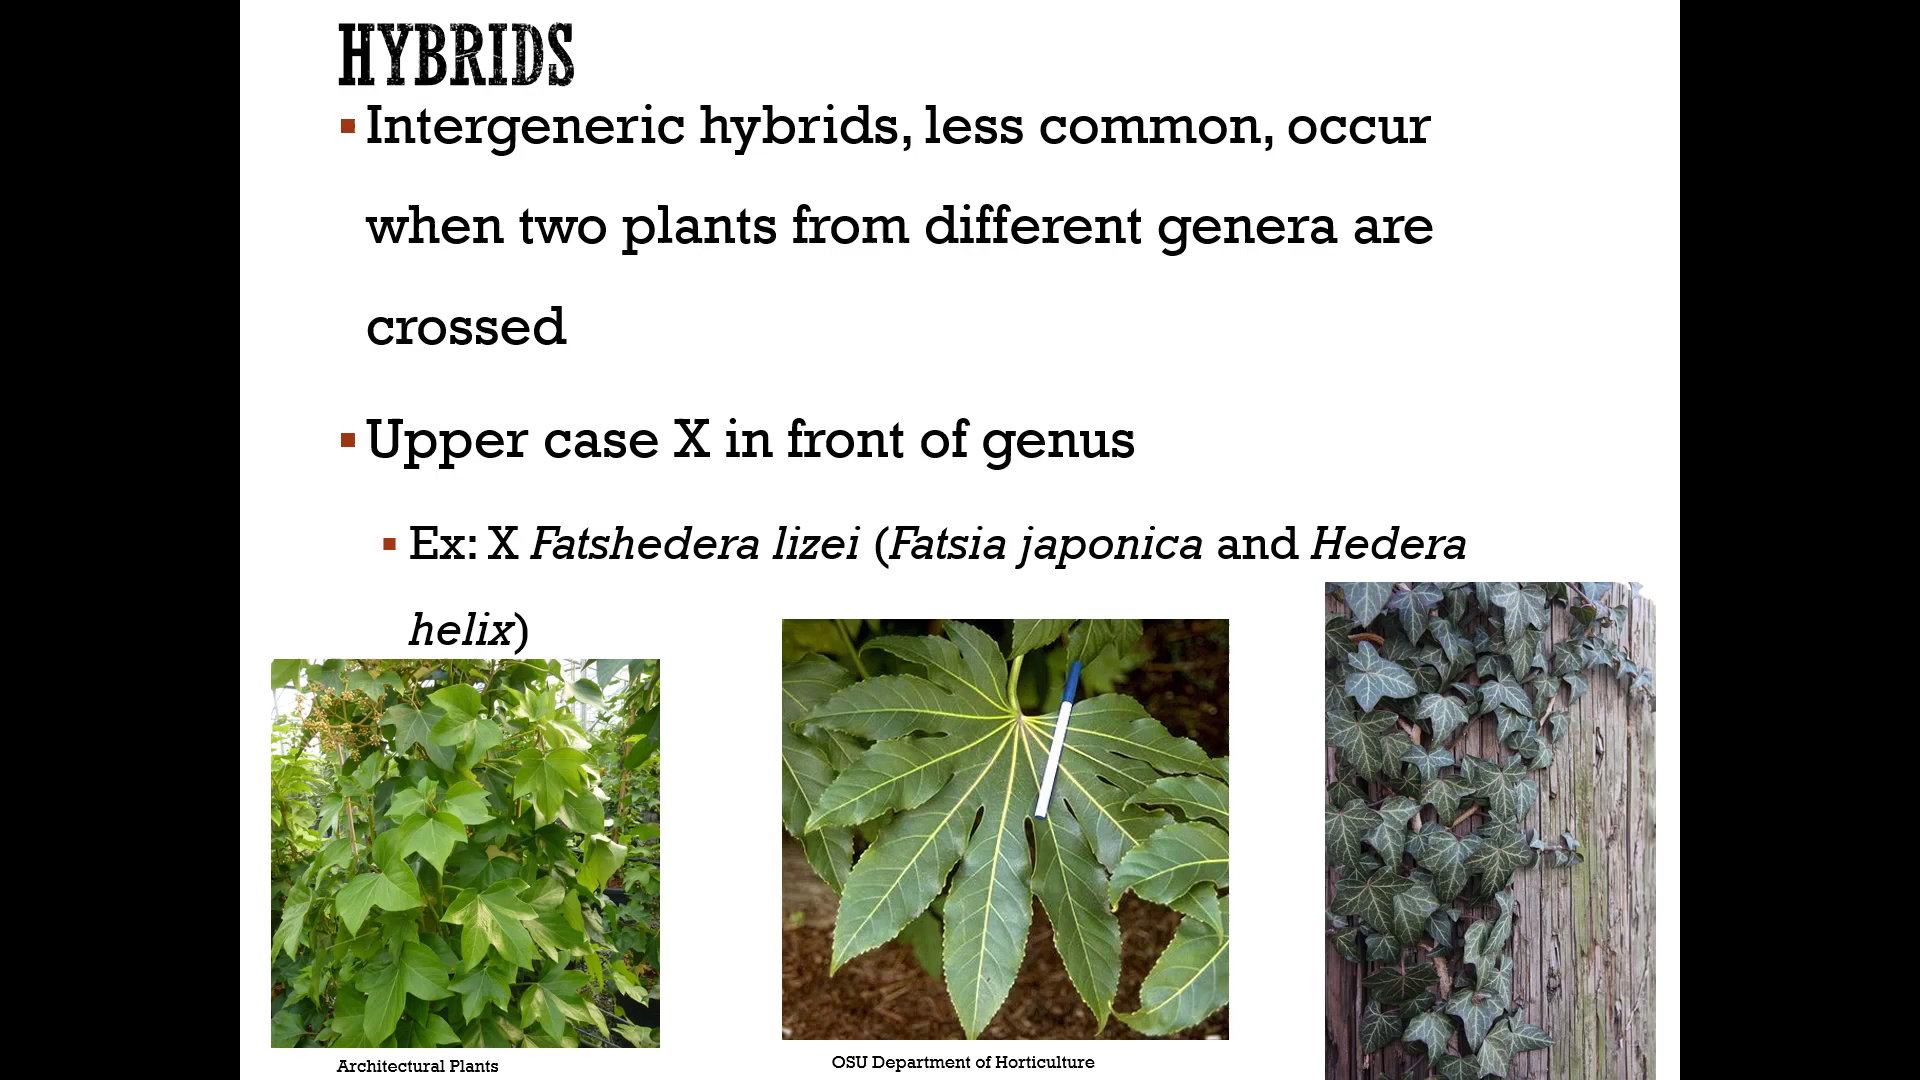 HYBRIDS
Intergeneric hybrids, less common, occur
when two plants from different genera are
crossed
Upper case X in front of genus
Ex: X Fatshedera lizei (Fatsia japonica and Hedera
helix)
Architectural Plants
OSU Department of Horticulture